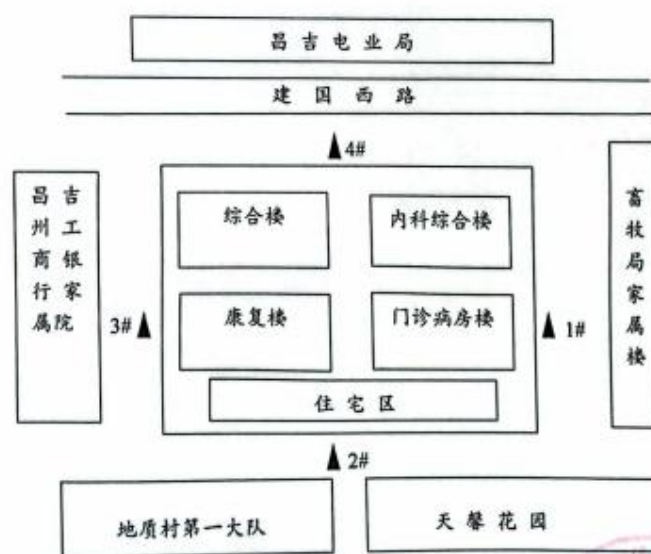 昌吉电业局
建国西路
4#
昌吉
州工
商银
行家
属院
综合楼
内科综合楼
畜牧局家属楼
3#
康复楼
门诊病房楼
1#
住宅区
2#
地质村第一大队
天馨花园